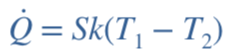 Q̇ = Sk(T₁ − T₂)